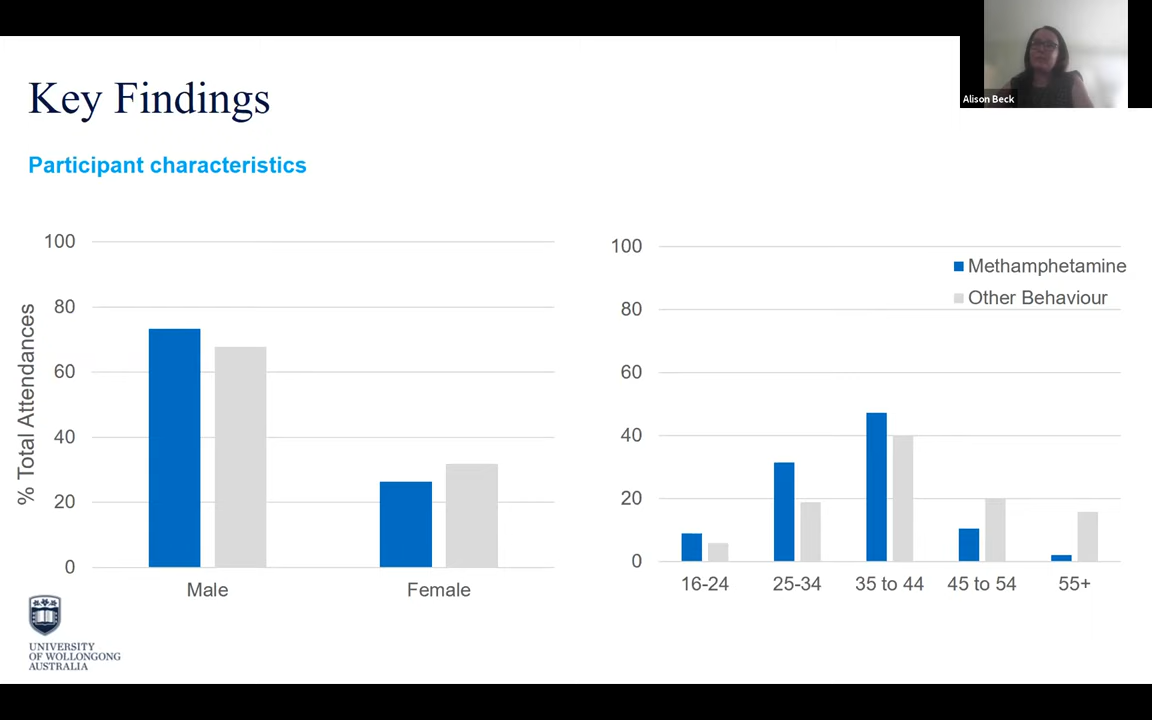 Alison Beck
Key Findings
Participant characteristics
% Total Attendances
100
80
60
40
20
0
Male
Female
100
80
60
40
20
0
Methamphetamine
Other Behaviour
16-24
25-34
35 to 44
45 to 54
55+
UNIVERSITY
OF WOLLONGONG
AUSTRALIA